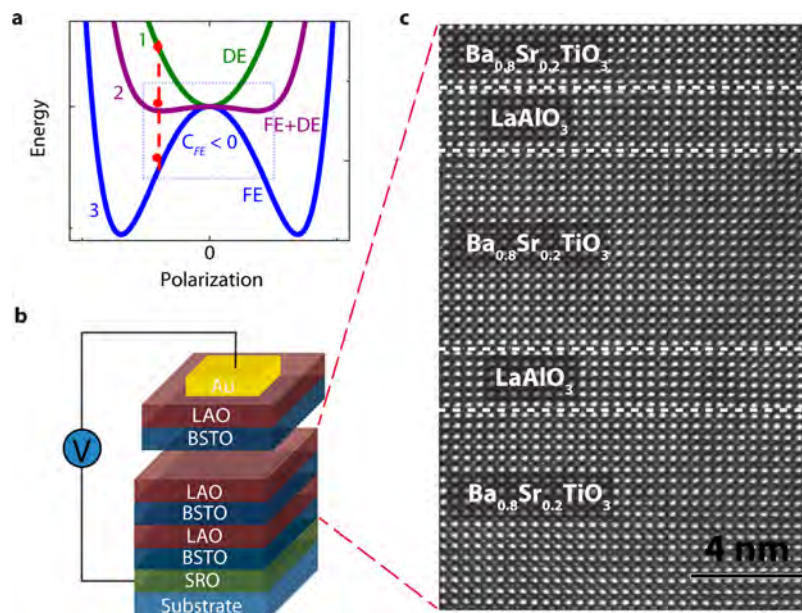 a
1
DE
2
FE+DE
C_FE < 0
3
FE
Energy
0
Polarization
b
Au
LAO
BSTO
V
LAO
BSTO
LAO
BSTO
SRO
Substrate
c
Ba0.8Sr0.2TiO3
LaAlO3
Ba0.8Sr0.2TiO3
LaAlO3
Ba0.8Sr0.2TiO3
4 nm